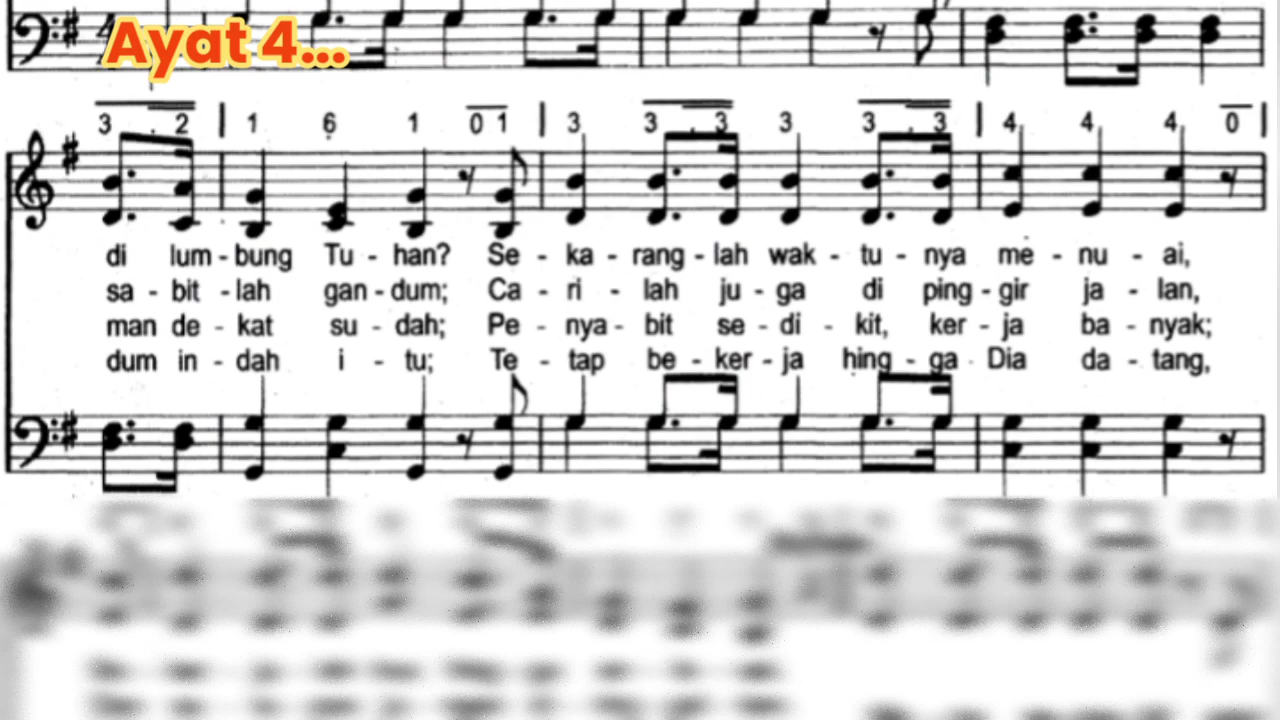 Ayat 4...
3 . 2 | 1 6 1 0 1 | 3 3 . 3 3 3 . 3 | 4 4 4 0 |
di lum - bung Tu - han? Se - ka - rang - lah wak - tu - nya me - nu - ai,
sa - bit - lah gan - dum; Ca - ri - lah ju - ga di ping - gir ja - lan,
man de - kat su - dah; Pe - nya - bit se - di - kit, ker - ja ba - nyak;
dum in - dah i - tu; Te - tap be - ker - ja hing - ga Dia da - tang,